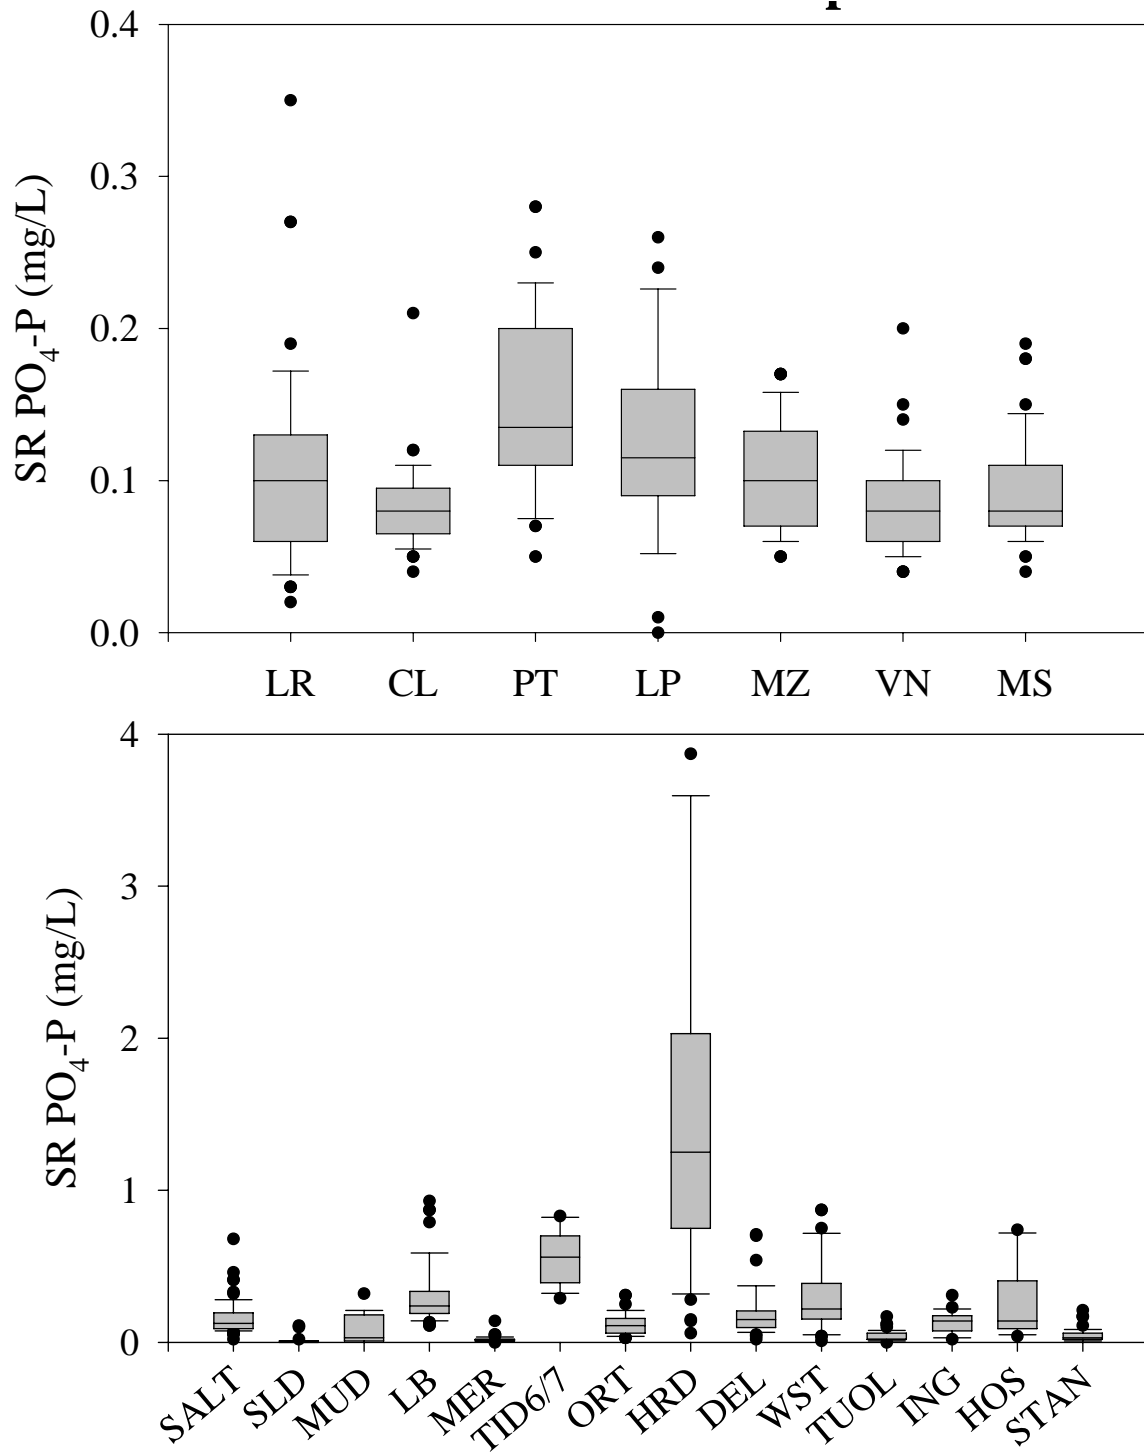 0.4
0.3
0.2
0.1
0.0
SR PO4-P (mg/L)
LR CL PT LP MZ VN MS
4
3
2
1
0
SR PO4-P (mg/L)
SALT SLD MUD LB MER TID6/7 ORT HRD DEL WST TUOL ING HOS STAN